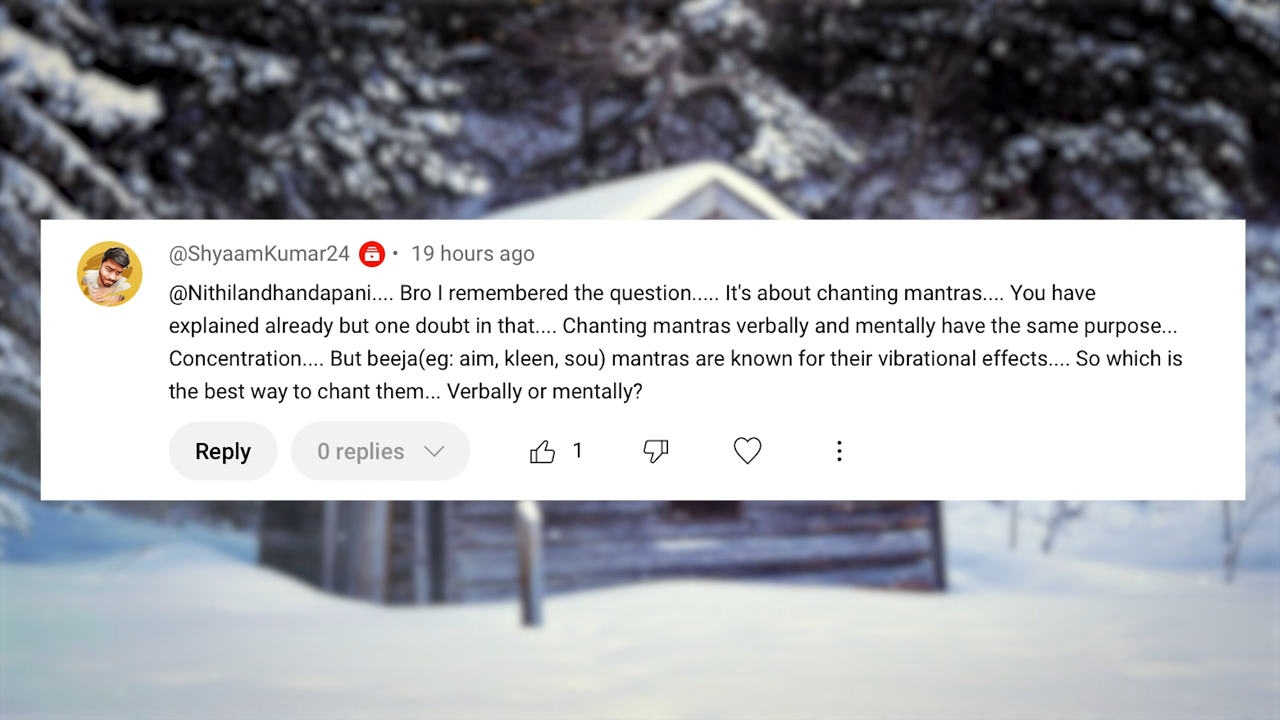 @ShyaamKumar24 • 19 hours ago
@Nithilandhandapani.... Bro I remembered the question..... It's about chanting mantras.... You have
explained already but one doubt in that.... Chanting mantras verbally and mentally have the same purpose...
Concentration.... But beeja(eg: aim, kleen, sou) mantras are known for their vibrational effects.... So which is
the best way to chant them... Verbally or mentally?
Reply 0 replies 1